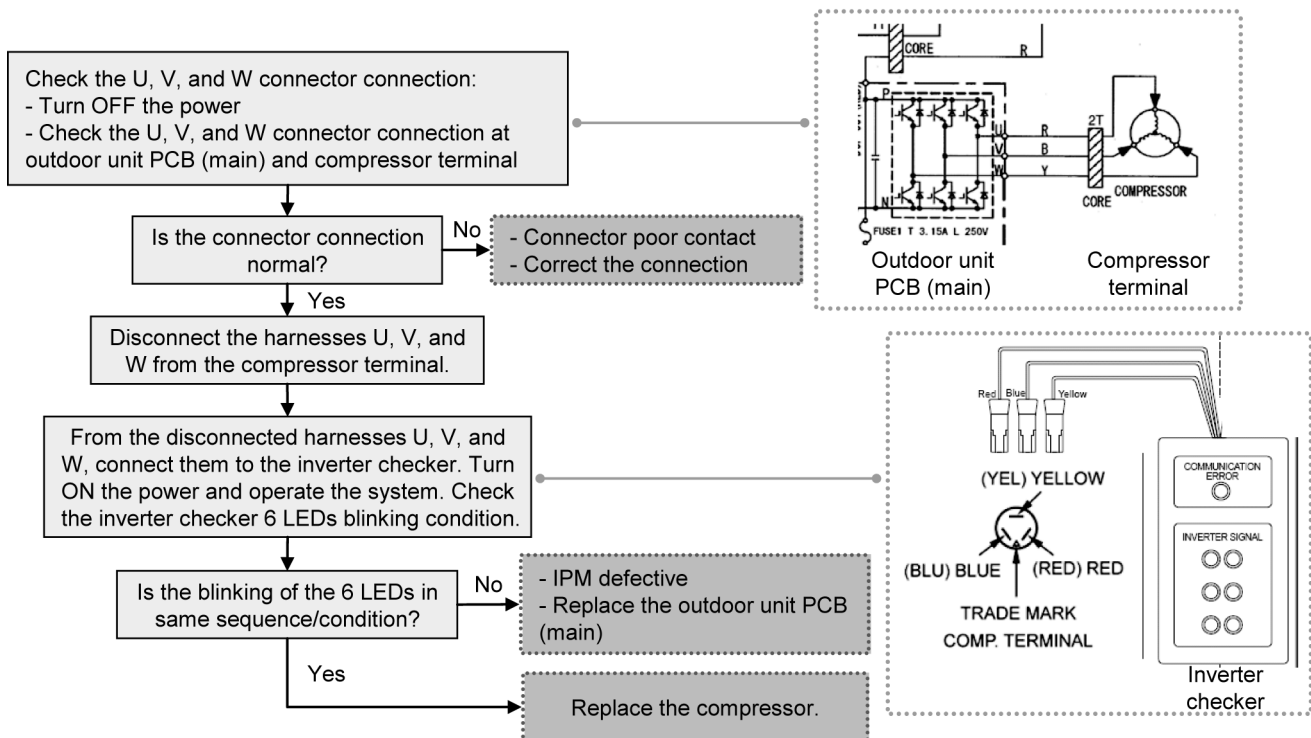 Check the U, V, and W connector connection:
- Turn OFF the power
- Check the U, V, and W connector connection at
outdoor unit PCB (main) and compressor terminal
Is the connector connection
normal?
No
- Connector poor contact
- Correct the connection
Yes
Disconnect the harnesses U, V, and
W from the compressor terminal.
From the disconnected harnesses U, V, and
W, connect them to the inverter checker. Turn
ON the power and operate the system. Check
the inverter checker 6 LEDs blinking condition.
Is the blinking of the 6 LEDs in
same sequence/condition?
No
- IPM defective
- Replace the outdoor unit PCB
(main)
Yes
Replace the compressor.
CORE
R
P
U
R
2T
V
B
W
Y
N
CORE
COMPRESSOR
FUSE1 T 3.15A L 250V
Outdoor unit
PCB (main)
Compressor
terminal
Red
Blue
Yellow
(YEL) YELLOW
(BLU) BLUE
(RED) RED
TRADE MARK
COMP. TERMINAL
COMMUNICATION
ERROR
INVERTER SIGNAL
Inverter
checker